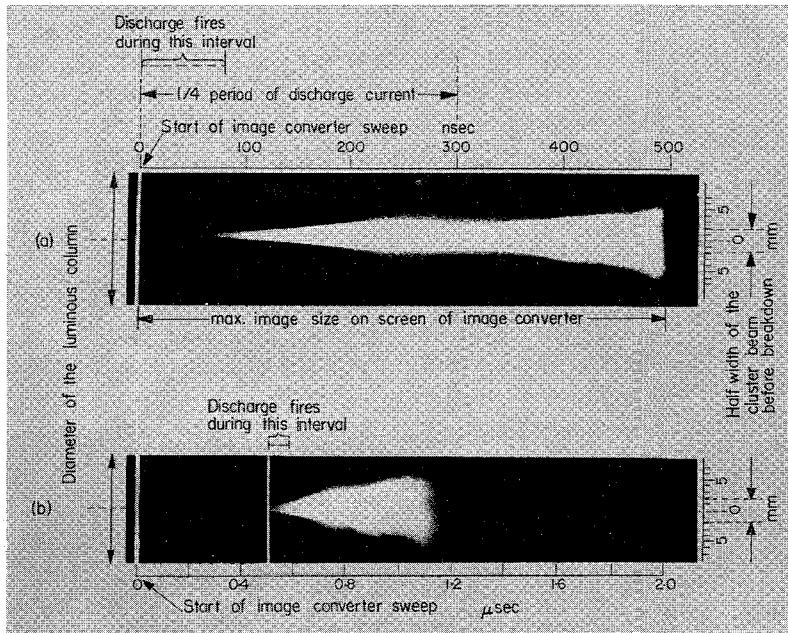 Discharge fires
during this interval
1/4 period of discharge current
Start of image converter sweep nsec
0 100 200 300 400 500
(a)
5 0 5
mm
max. image size on screen of image converter
Diameter of the luminous column
Half width of the
cluster beam
before breakdown
Discharge fires
during this interval
(b)
5 0 5
mm
0 0·4 0·8 1·2 1·6 2·0
Start of image converter sweep μsec